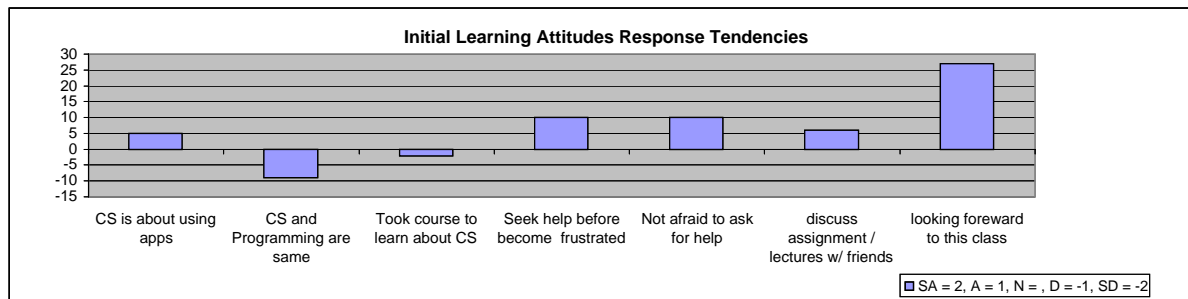 Initial Learning Attitudes Response Tendencies
30
25
20
15
10
5
0
-5
-10
-15
CS is about using
apps
CS and
Programming are
same
Took course to
learn about CS
Seek help before
become frustrated
Not afraid to ask
for help
discuss
assignment /
lectures w/ friends
looking foreward
to this class
SA = 2, A = 1, N = , D = -1, SD = -2